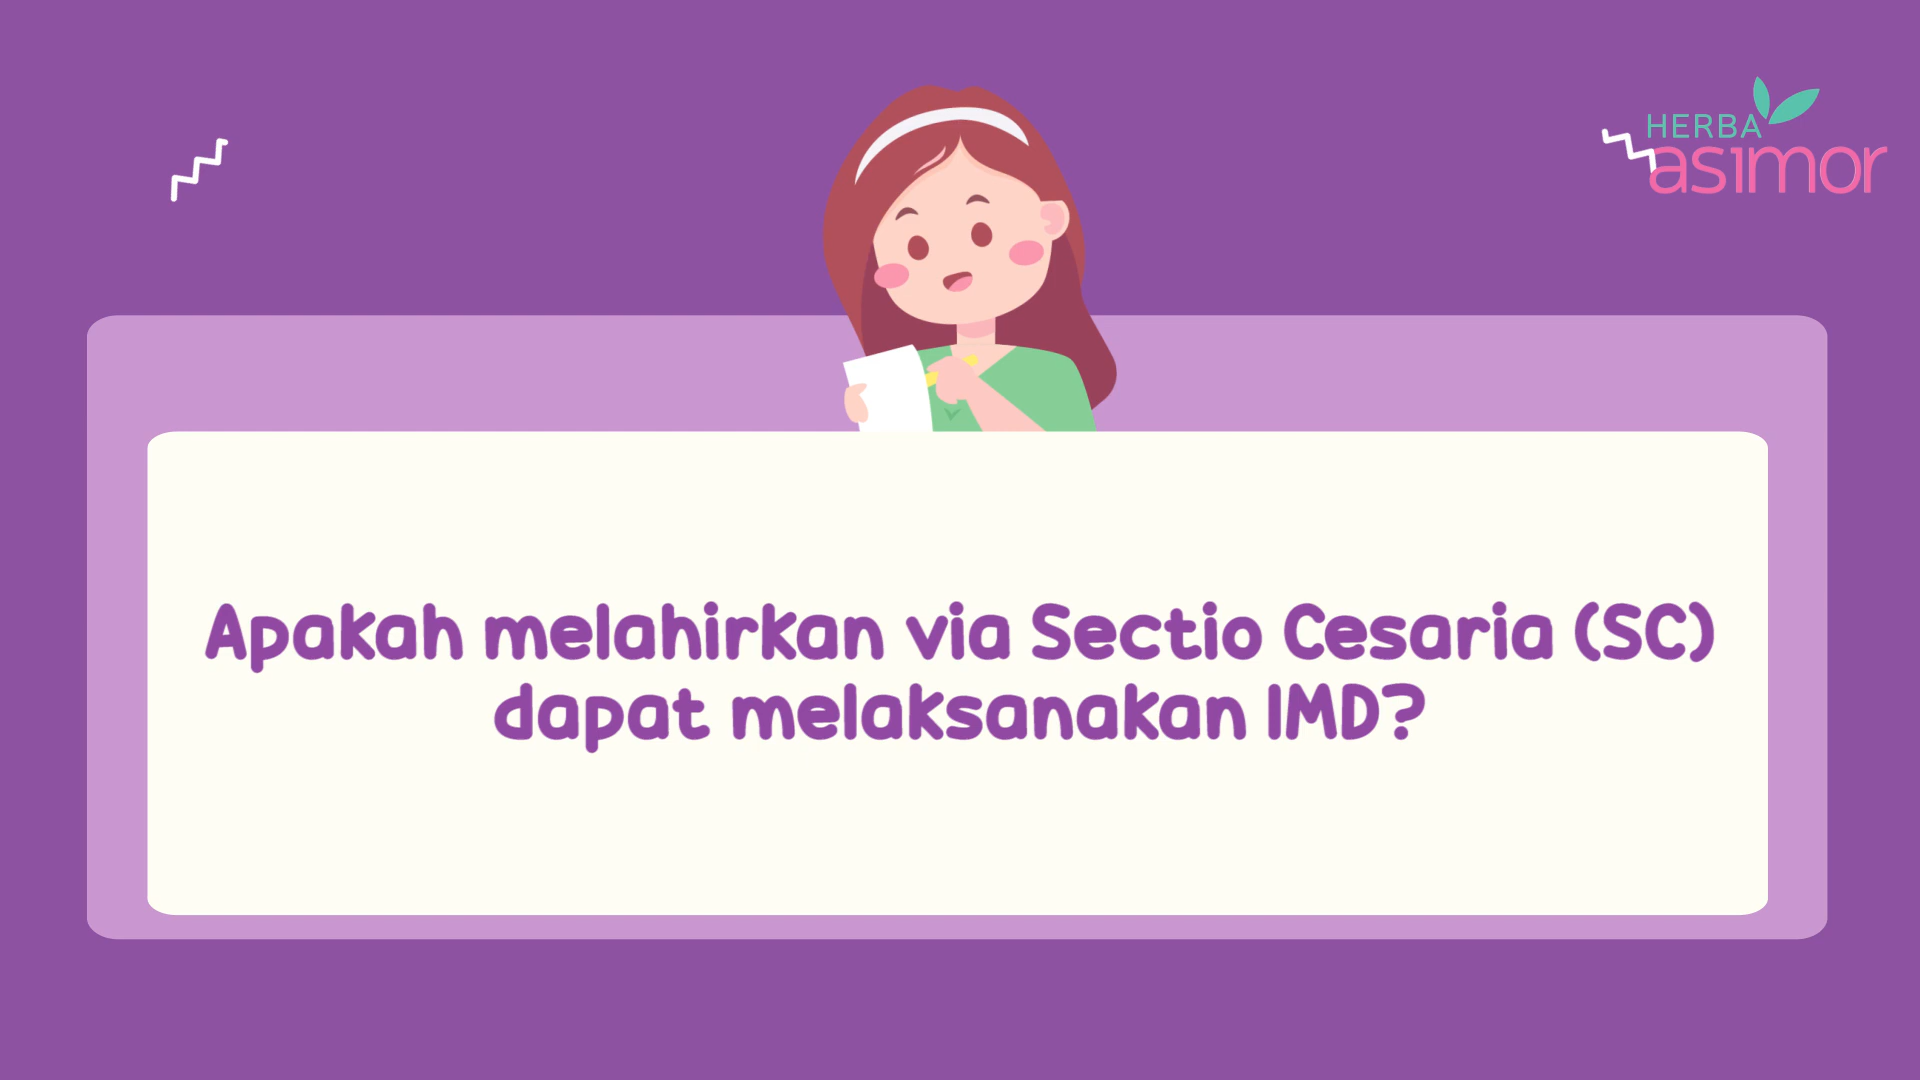 HERBA
asimor
Apakah melahirkan via Sectio Cesaria (SC)
dapat melaksanakan IMD?